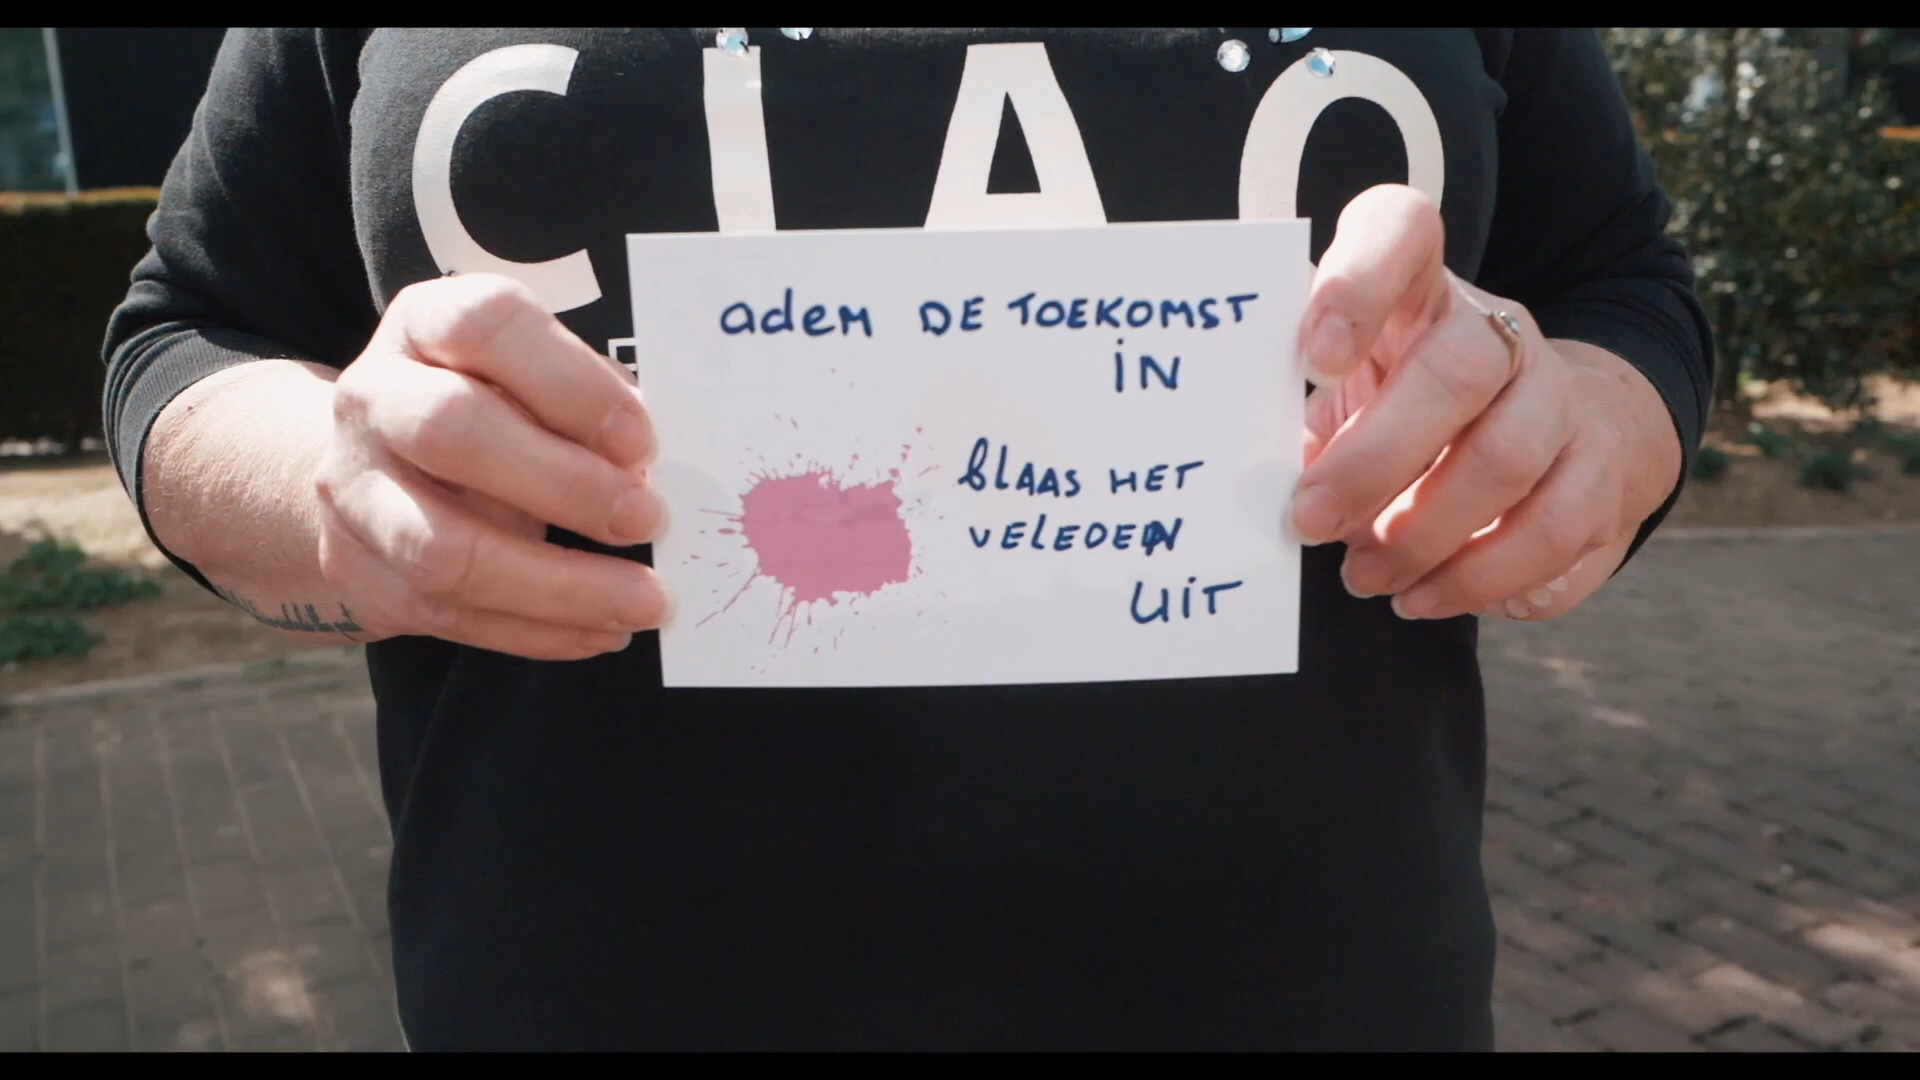 CIAO
adem DE TOEKOMST
iN
BLAAS HET
VELEDEN
UiT